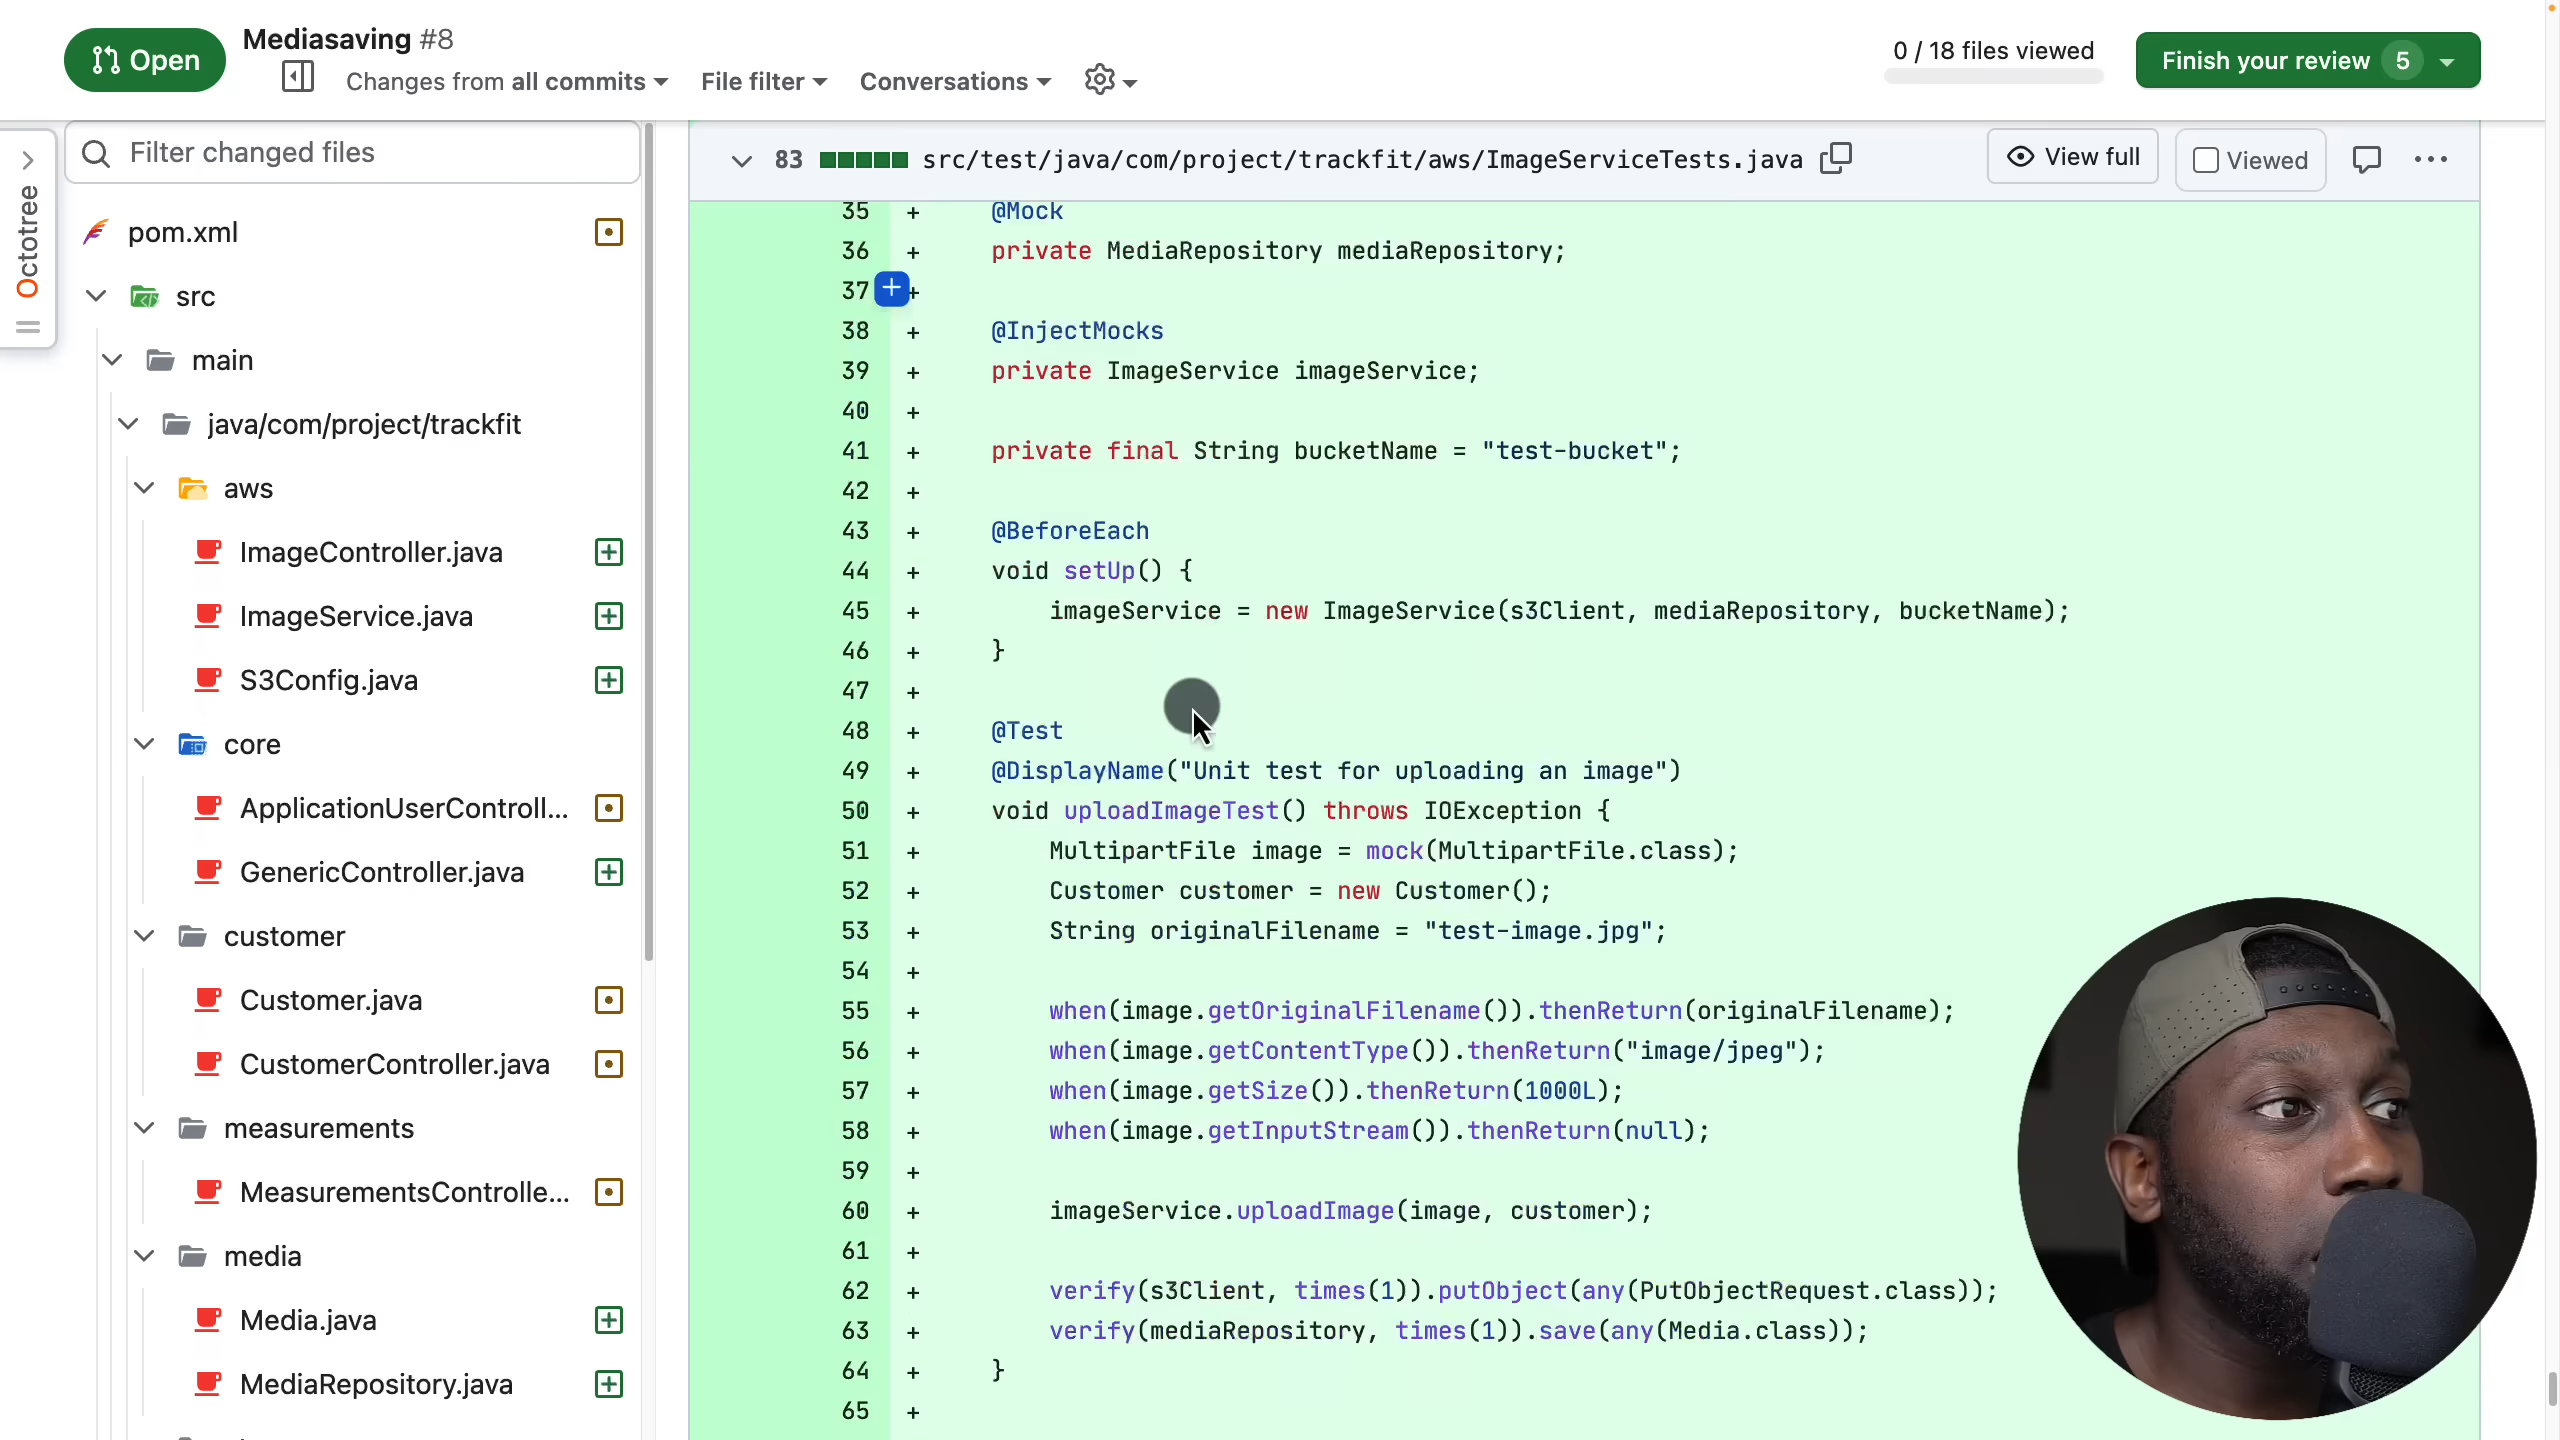 Open
Mediasaving #8
Changes from all commits
File filter
Conversations
0 / 18 files viewed
Finish your review 5
Octotree
Filter changed files
pom.xml
src
main
java/com/project/trackfit
aws
ImageController.java
ImageService.java
S3Config.java
core
ApplicationUserControll...
GenericController.java
customer
Customer.java
CustomerController.java
measurements
MeasurementsControlle...
media
Media.java
MediaRepository.java
83 src/test/java/com/project/trackfit/aws/ImageServiceTests.java
View full
Viewed
35 + @Mock
36 + private MediaRepository mediaRepository;
37 +
38 + @InjectMocks
39 + private ImageService imageService;
40 +
41 + private final String bucketName = "test-bucket";
42 +
43 + @BeforeEach
44 + void setUp() {
45 + imageService = new ImageService(s3Client, mediaRepository, bucketName);
46 + }
47 +
48 + @Test
49 + @DisplayName("Unit test for uploading an image")
50 + void uploadImageTest() throws IOException {
51 + MultipartFile image = mock(MultipartFile.class);
52 + Customer customer = new Customer();
53 + String originalFilename = "test-image.jpg";
54 +
55 + when(image.getOriginalFilename()).thenReturn(originalFilename);
56 + when(image.getContentType()).thenReturn("image/jpeg");
57 + when(image.getSize()).thenReturn(1000L);
58 + when(image.getInputStream()).thenReturn(null);
59 +
60 + imageService.uploadImage(image, customer);
61 +
62 + verify(s3Client, times(1)).putObject(any(PutObjectRequest.class));
63 + verify(mediaRepository, times(1)).save(any(Media.class));
64 + }
65 +